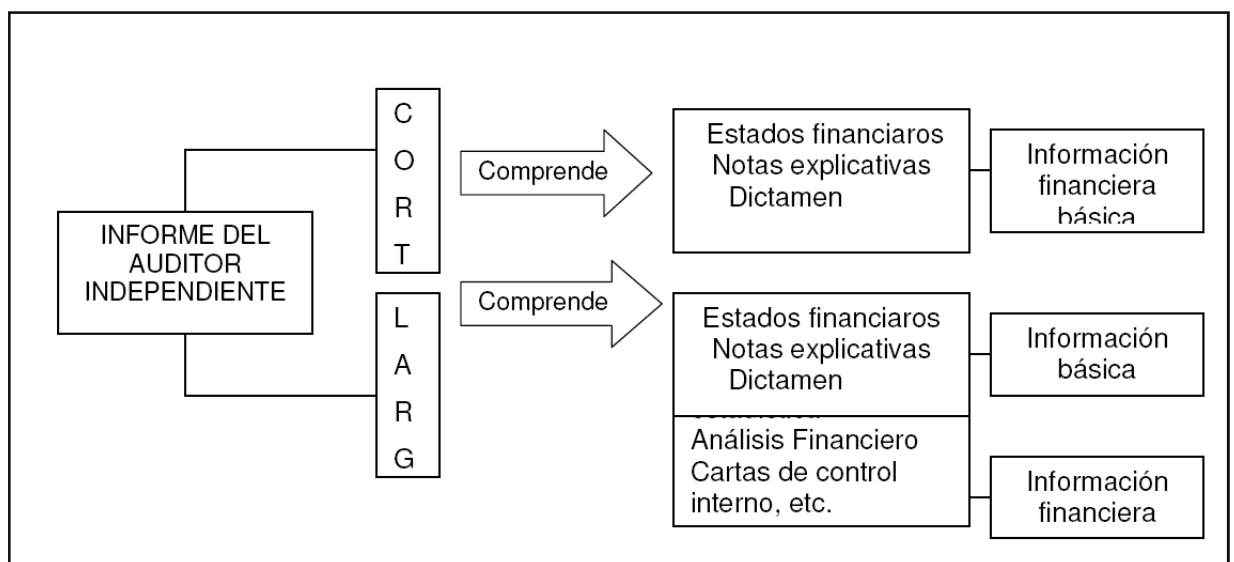 INFORME DEL
AUDITOR
INDEPENDIENTE
C
O
R
T
Comprende
Estados financiaros
Notas explicativas
Dictamen
Información
financiera
básica
L
A
R
G
Comprende
Estados financiaros
Notas explicativas
Dictamen
Información
básica
Análisis Financiero
Cartas de control
interno, etc.
Información
financiera